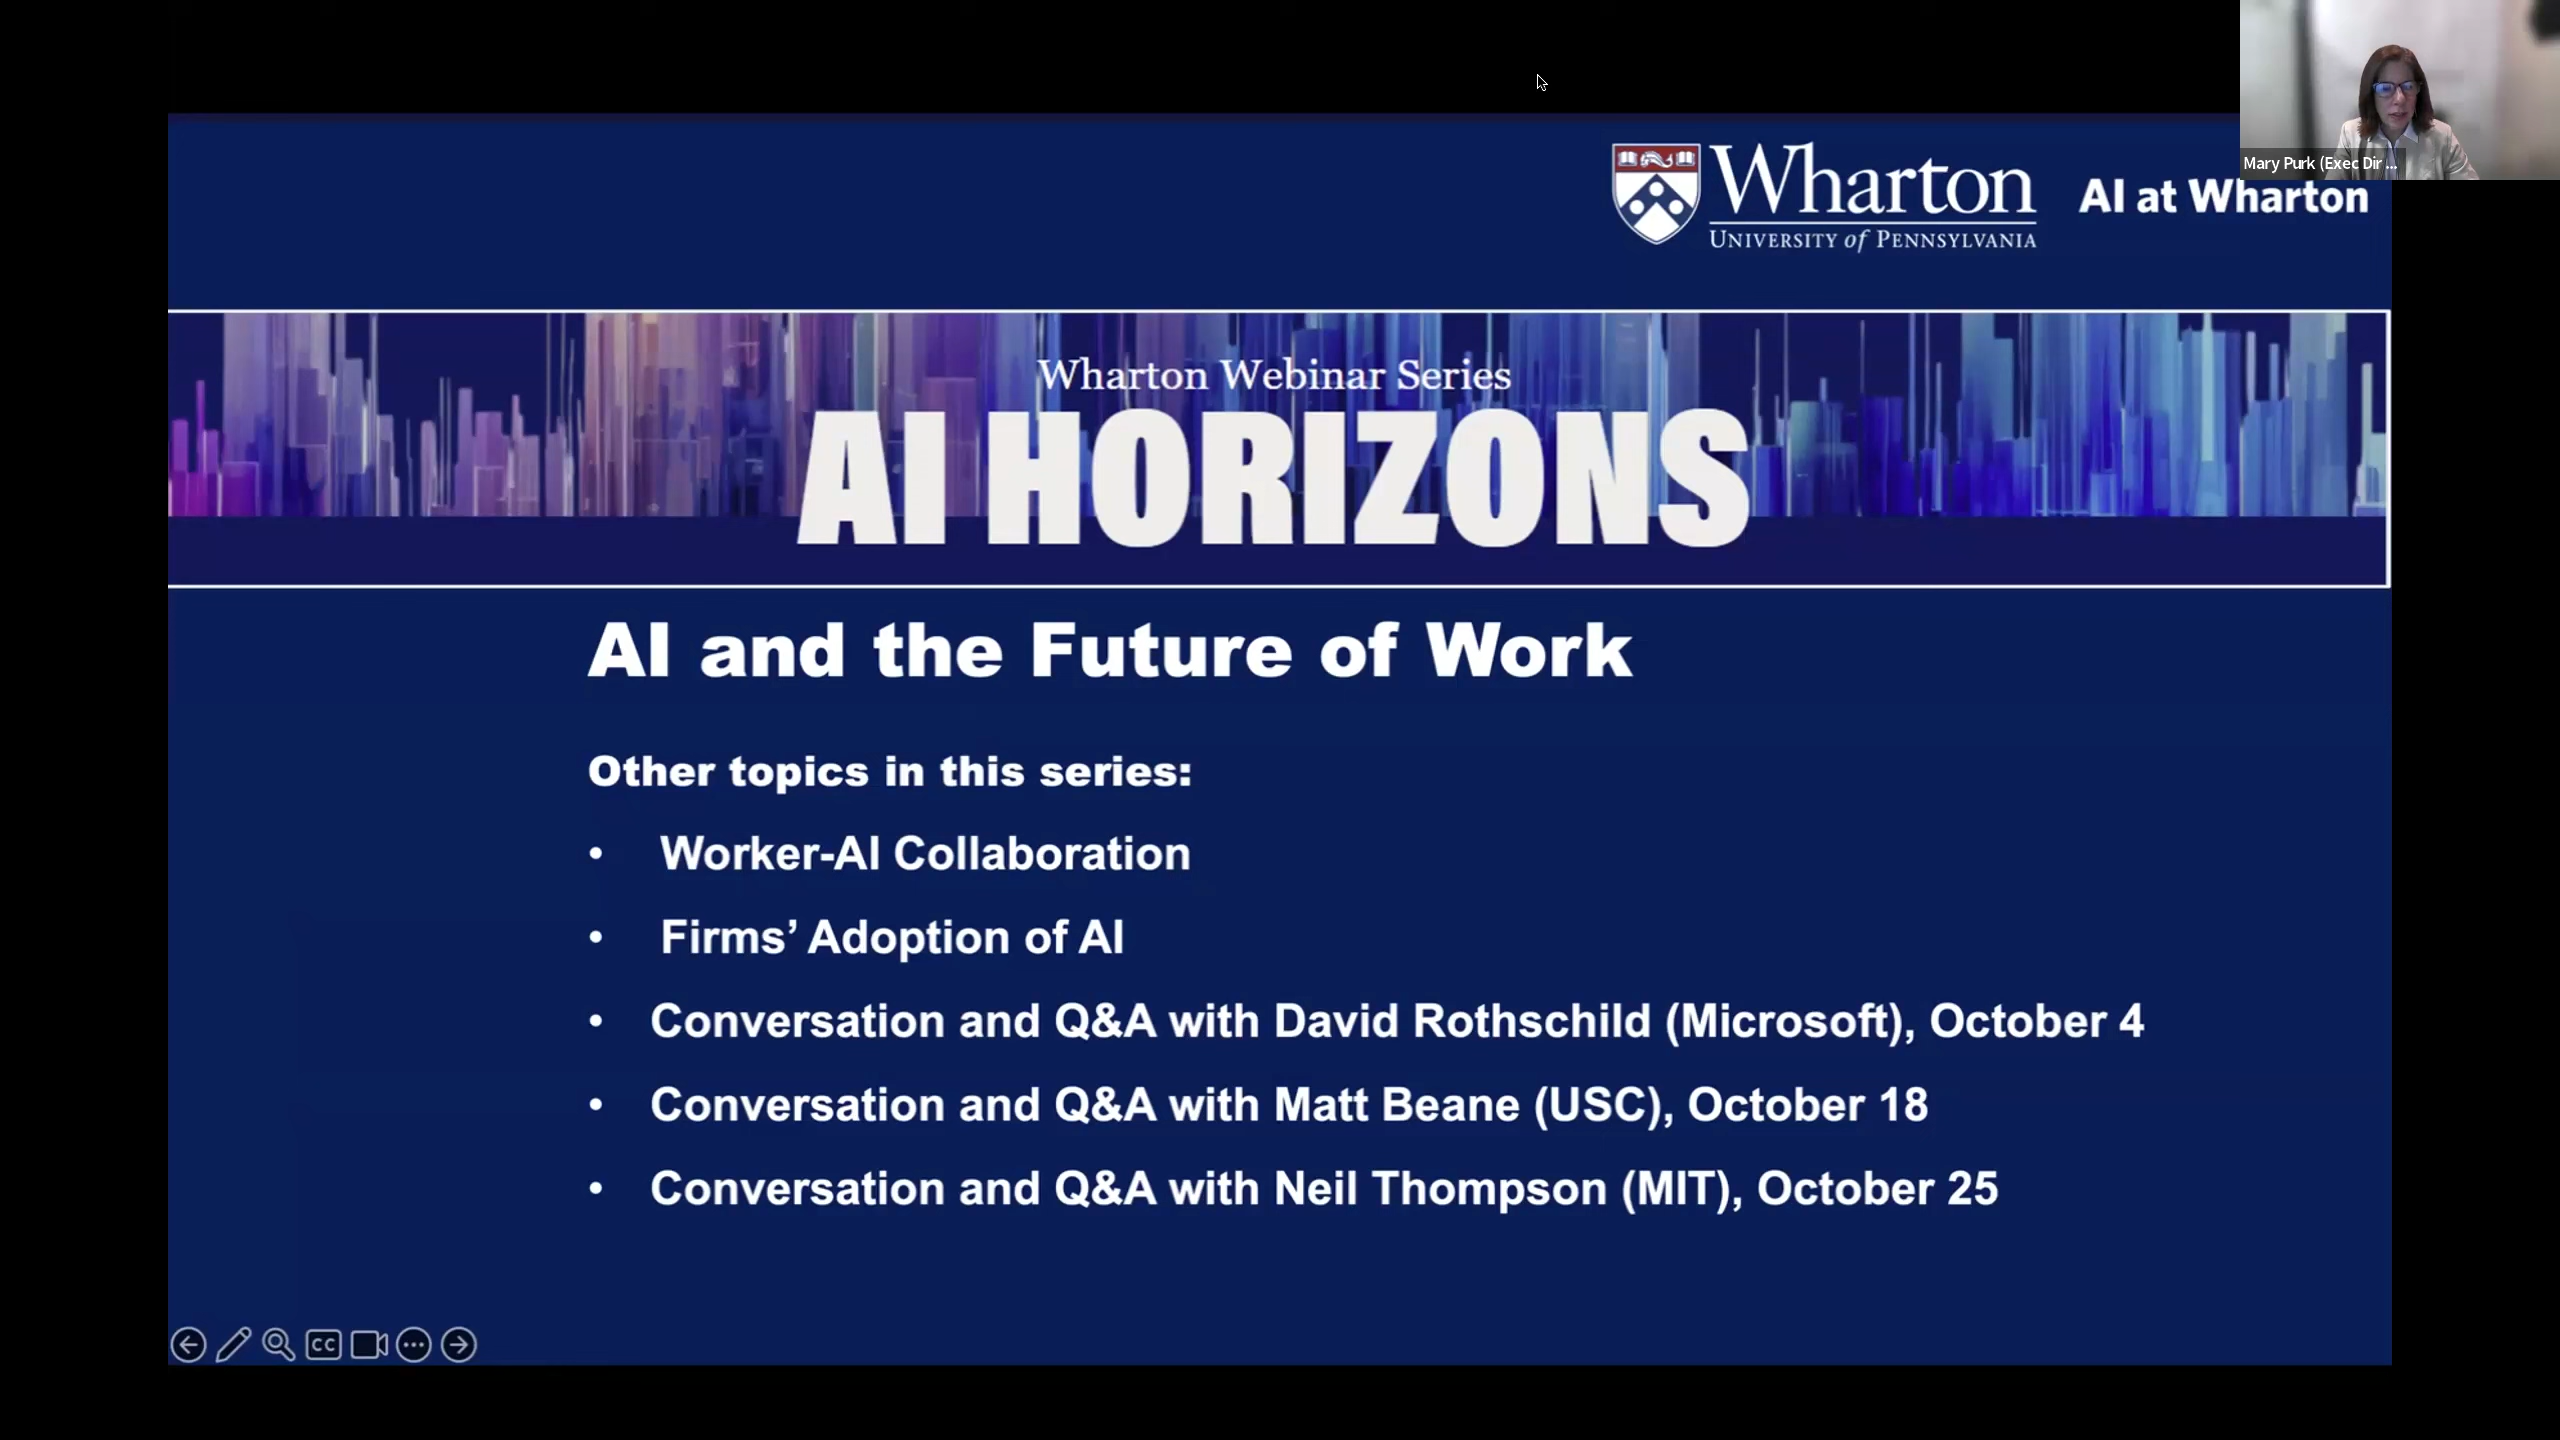 Mary Purk (Exec Dir ...
Wharton
UNIVERSITY of PENNSYLVANIA
AI at Wharton
Wharton Webinar Series
AI HORIZONS
AI and the Future of Work
Other topics in this series:
• Worker-AI Collaboration
• Firms’ Adoption of AI
• Conversation and Q&A with David Rothschild (Microsoft), October 4
• Conversation and Q&A with Matt Beane (USC), October 18
• Conversation and Q&A with Neil Thompson (MIT), October 25
CC